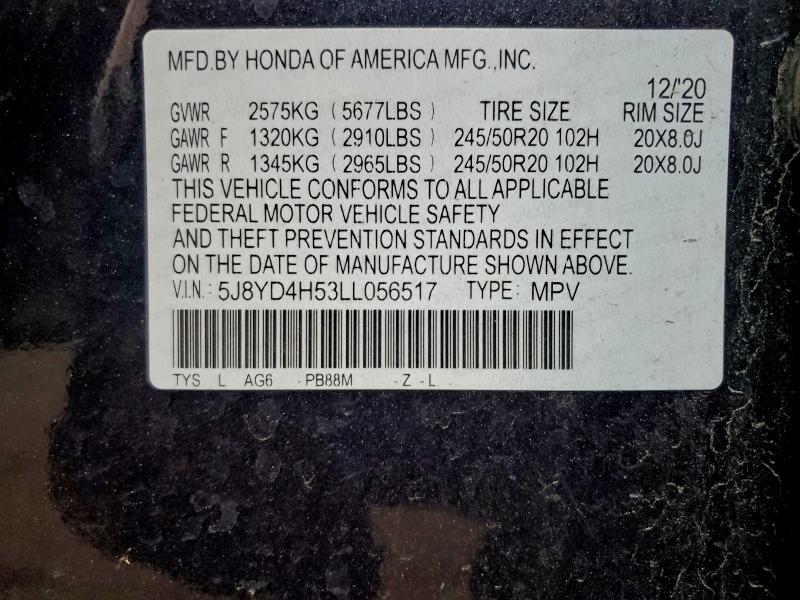 MFD.BY HONDA OF AMERICA MFG.,INC.
12/'20
GVWR 2575KG (5677LBS) TIRE SIZE RIM SIZE
GAWR F 1320KG (2910LBS) 245/50R20 102H 20X8.0J
GAWR R 1345KG (2965LBS) 245/50R20 102H 20X8.0J
THIS VEHICLE CONFORMS TO ALL APPLICABLE
FEDERAL MOTOR VEHICLE SAFETY
AND THEFT PREVENTION STANDARDS IN EFFECT
ON THE DATE OF MANUFACTURE SHOWN ABOVE.
V.I.N.: 5J8YD4H53LL056517 TYPE: MPV
TYS L AG6 -PB88M -Z -L